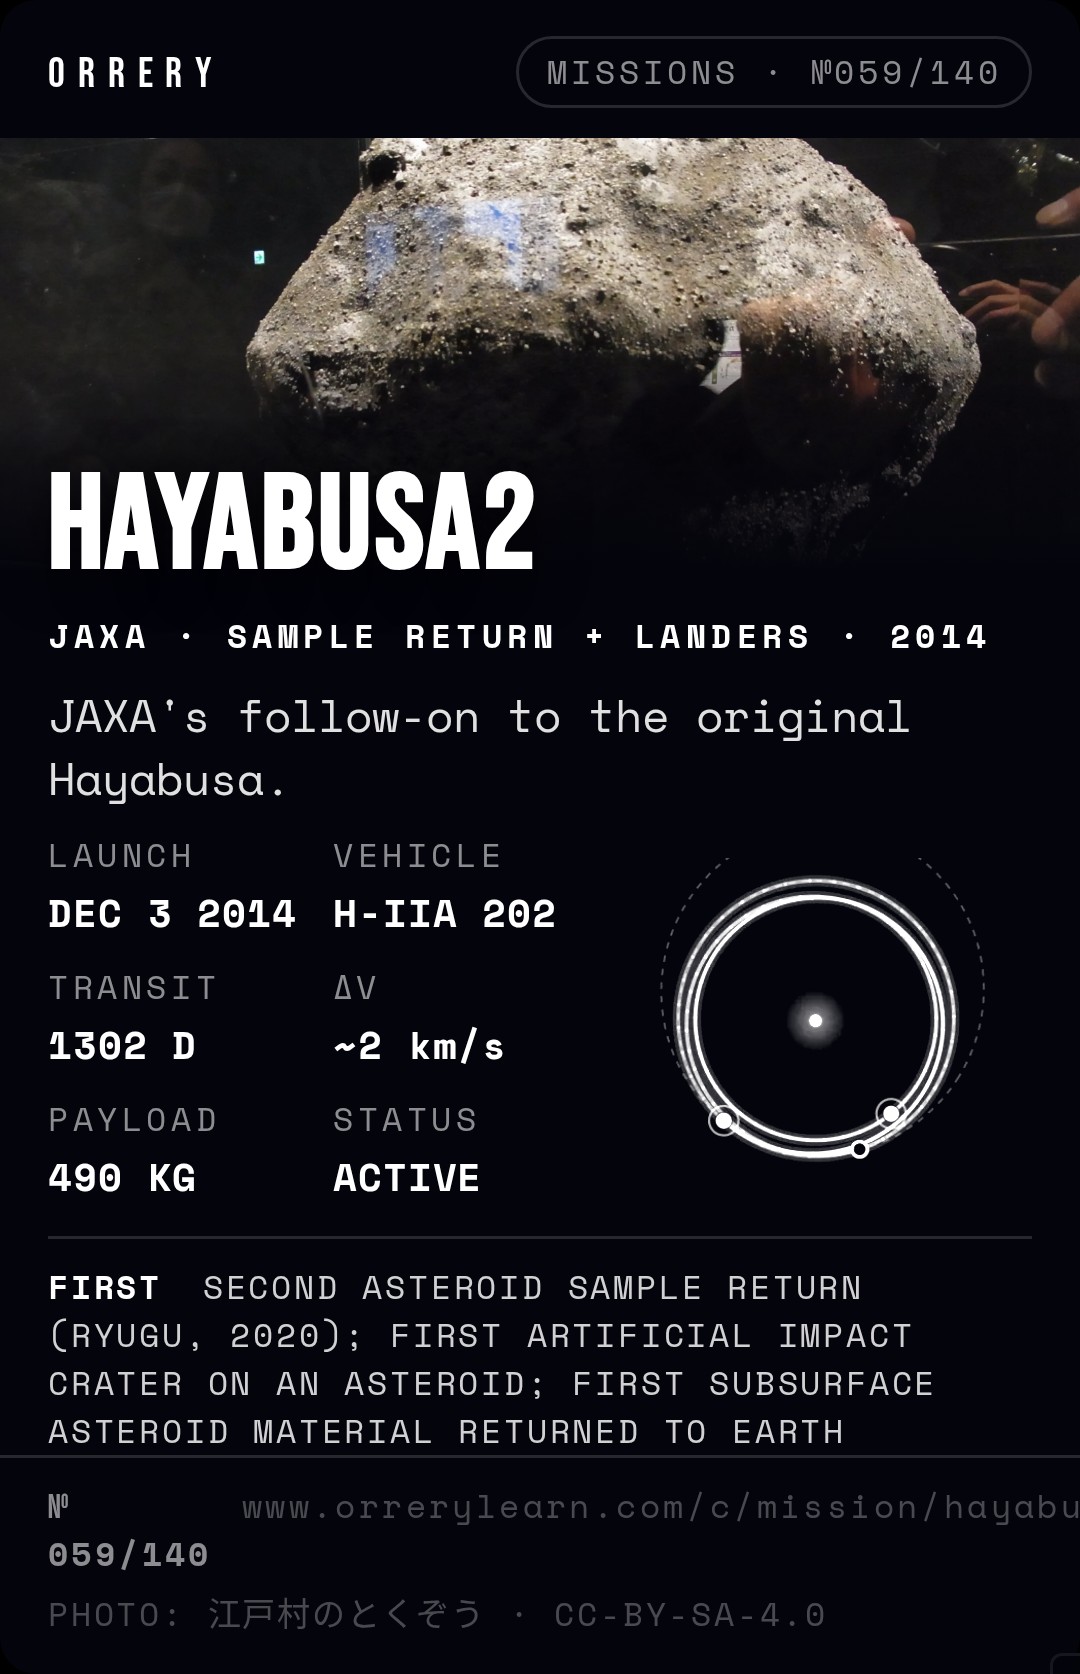 ORRERY
MISSIONS · №059/140
HAYABUSA2
JAXA · SAMPLE RETURN + LANDERS · 2014
JAXA's follow-on to the original
Hayabusa.
LAUNCH VEHICLE
DEC 3 2014 H-IIA 202
TRANSIT ΔV
1302 D ~2 km/s
PAYLOAD STATUS
490 KG ACTIVE
FIRST SECOND ASTEROID SAMPLE RETURN
(RYUGU, 2020); FIRST ARTIFICIAL IMPACT
CRATER ON AN ASTEROID; FIRST SUBSURFACE
ASTEROID MATERIAL RETURNED TO EARTH
№ www.orrerylearn.com/c/mission/hayabu
059/140
PHOTO: 江戸村のとくぞう · CC-BY-SA-4.0